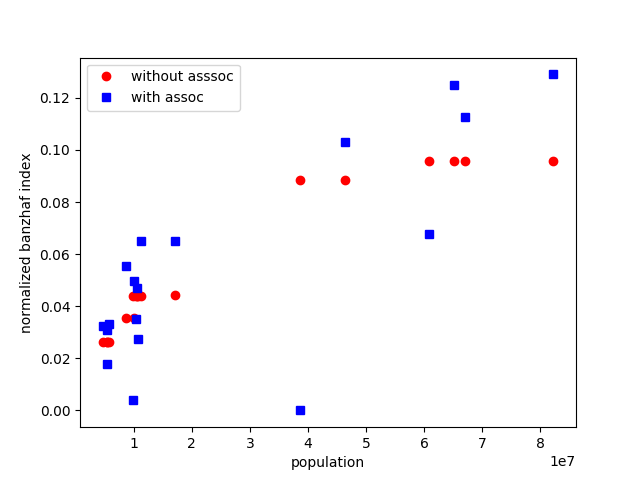 without asssoc
with assoc
0.12
0.10
0.08
0.06
0.04
0.02
0.00
normalized banzhaf index
1 2 3 4 5 6 7 8
1e7
population